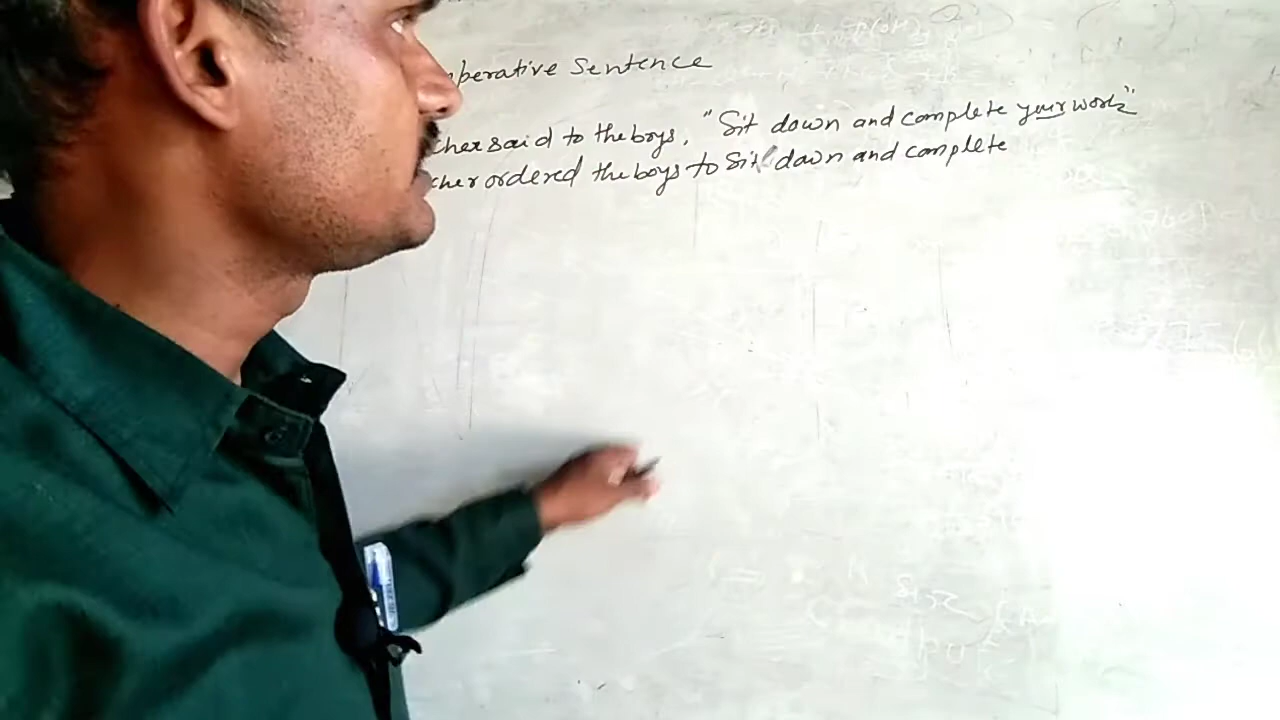 perative Sentence
cher said to the boys, "Sit down and complete your work"
cher ordered the boys to sit down and complete